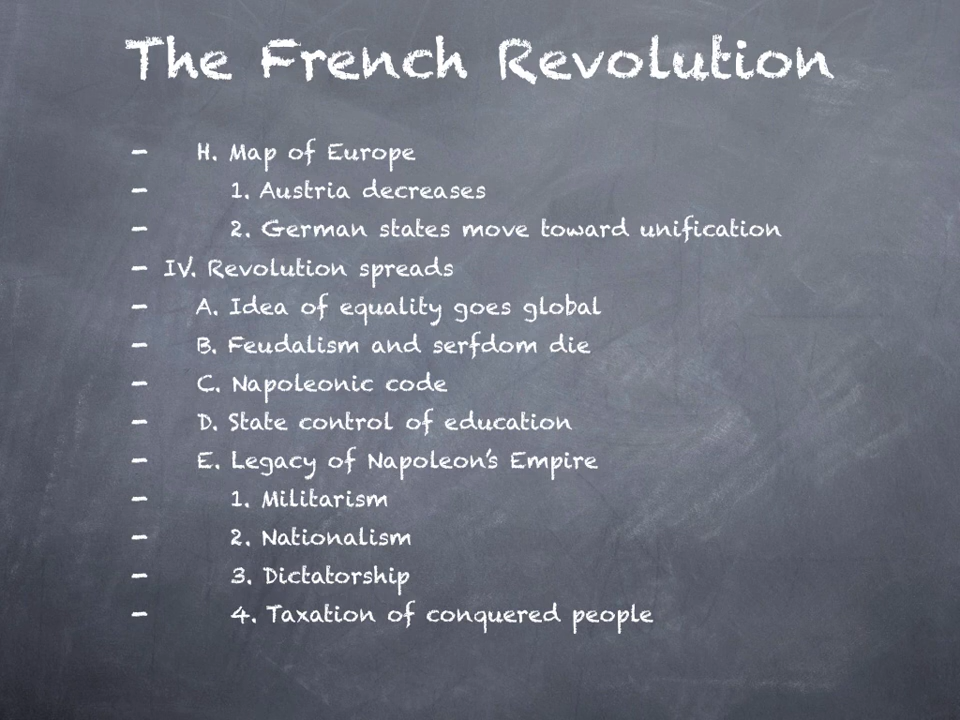 The French Revolution
- H. Map of Europe
- 1. Austria decreases
- 2. German states move toward unification
- IV. Revolution spreads
- A. Idea of equality goes global
- B. Feudalism and serfdom die
- C. Napoleonic code
- D. State control of education
- E. Legacy of Napoleon's Empire
- 1. Militarism
- 2. Nationalism
- 3. Dictatorship
- 4. Taxation of conquered people